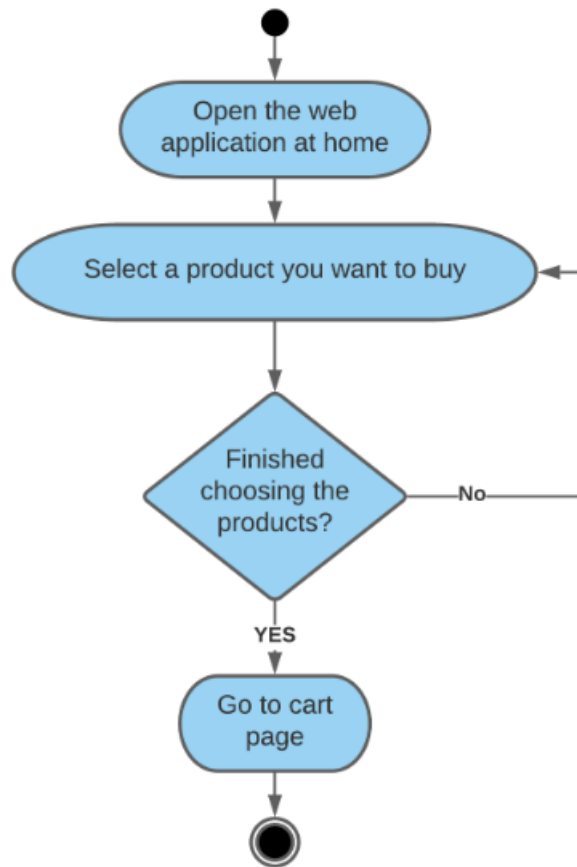 Open the web
application at home
Select a product you want to buy
Finished
choosing the
products?
No
YES
Go to cart
page